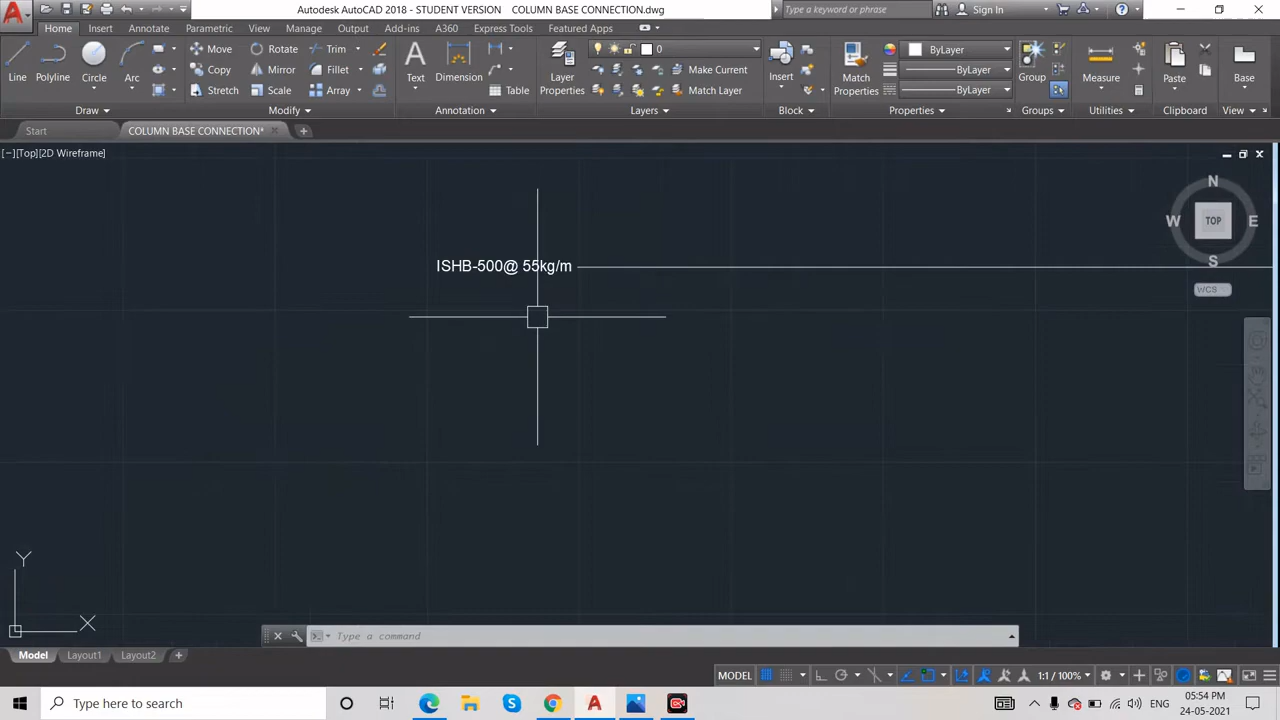 Autodesk AutoCAD 2018 - STUDENT VERSION COLUMN BASE CONNECTION.dwg
Type a keyword or phrase
Sign In
Home Insert Annotate Parametric View Manage Output Add-ins A360 Express Tools Featured Apps
Line Polyline Circle Arc
Move Rotate Trim
Copy Mirror Fillet
Stretch Scale Array
Text Dimension Table
Layer Properties
0
Make Current
Match Layer
Insert
Match Properties
ByLayer
ByLayer
ByLayer
Group
Measure
Paste
Base
Draw Modify Annotation Layers Block Properties Groups Utilities Clipboard View
Start COLUMN BASE CONNECTION*
[−][Top][2D Wireframe]
N
W TOP E
S
WCS
ISHB-500@ 55kg/m
Y
X
Type a command
Model Layout1 Layout2
MODEL 1:1 / 100%
Type here to search
05:54 PM
24-05-2021